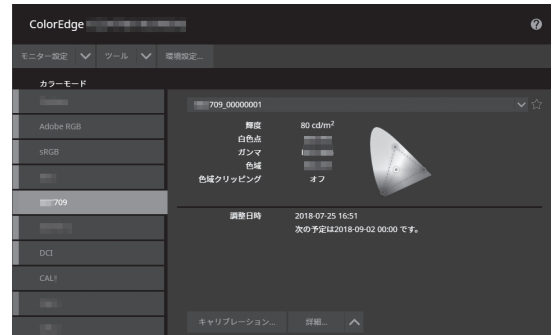 ColorEdge
モニター設定 ツール 環境設定...
カラーモード
709_00000001
Adobe RGB
輝度 80 cd/m²
白色点
sRGB
ガンマ
色域
色域クリッピング オフ
709
調整日時 2018-07-25 16:51
次の予定は2018-09-02 00:00 です。
DCI
CAL
キャリブレーション... 詳細...